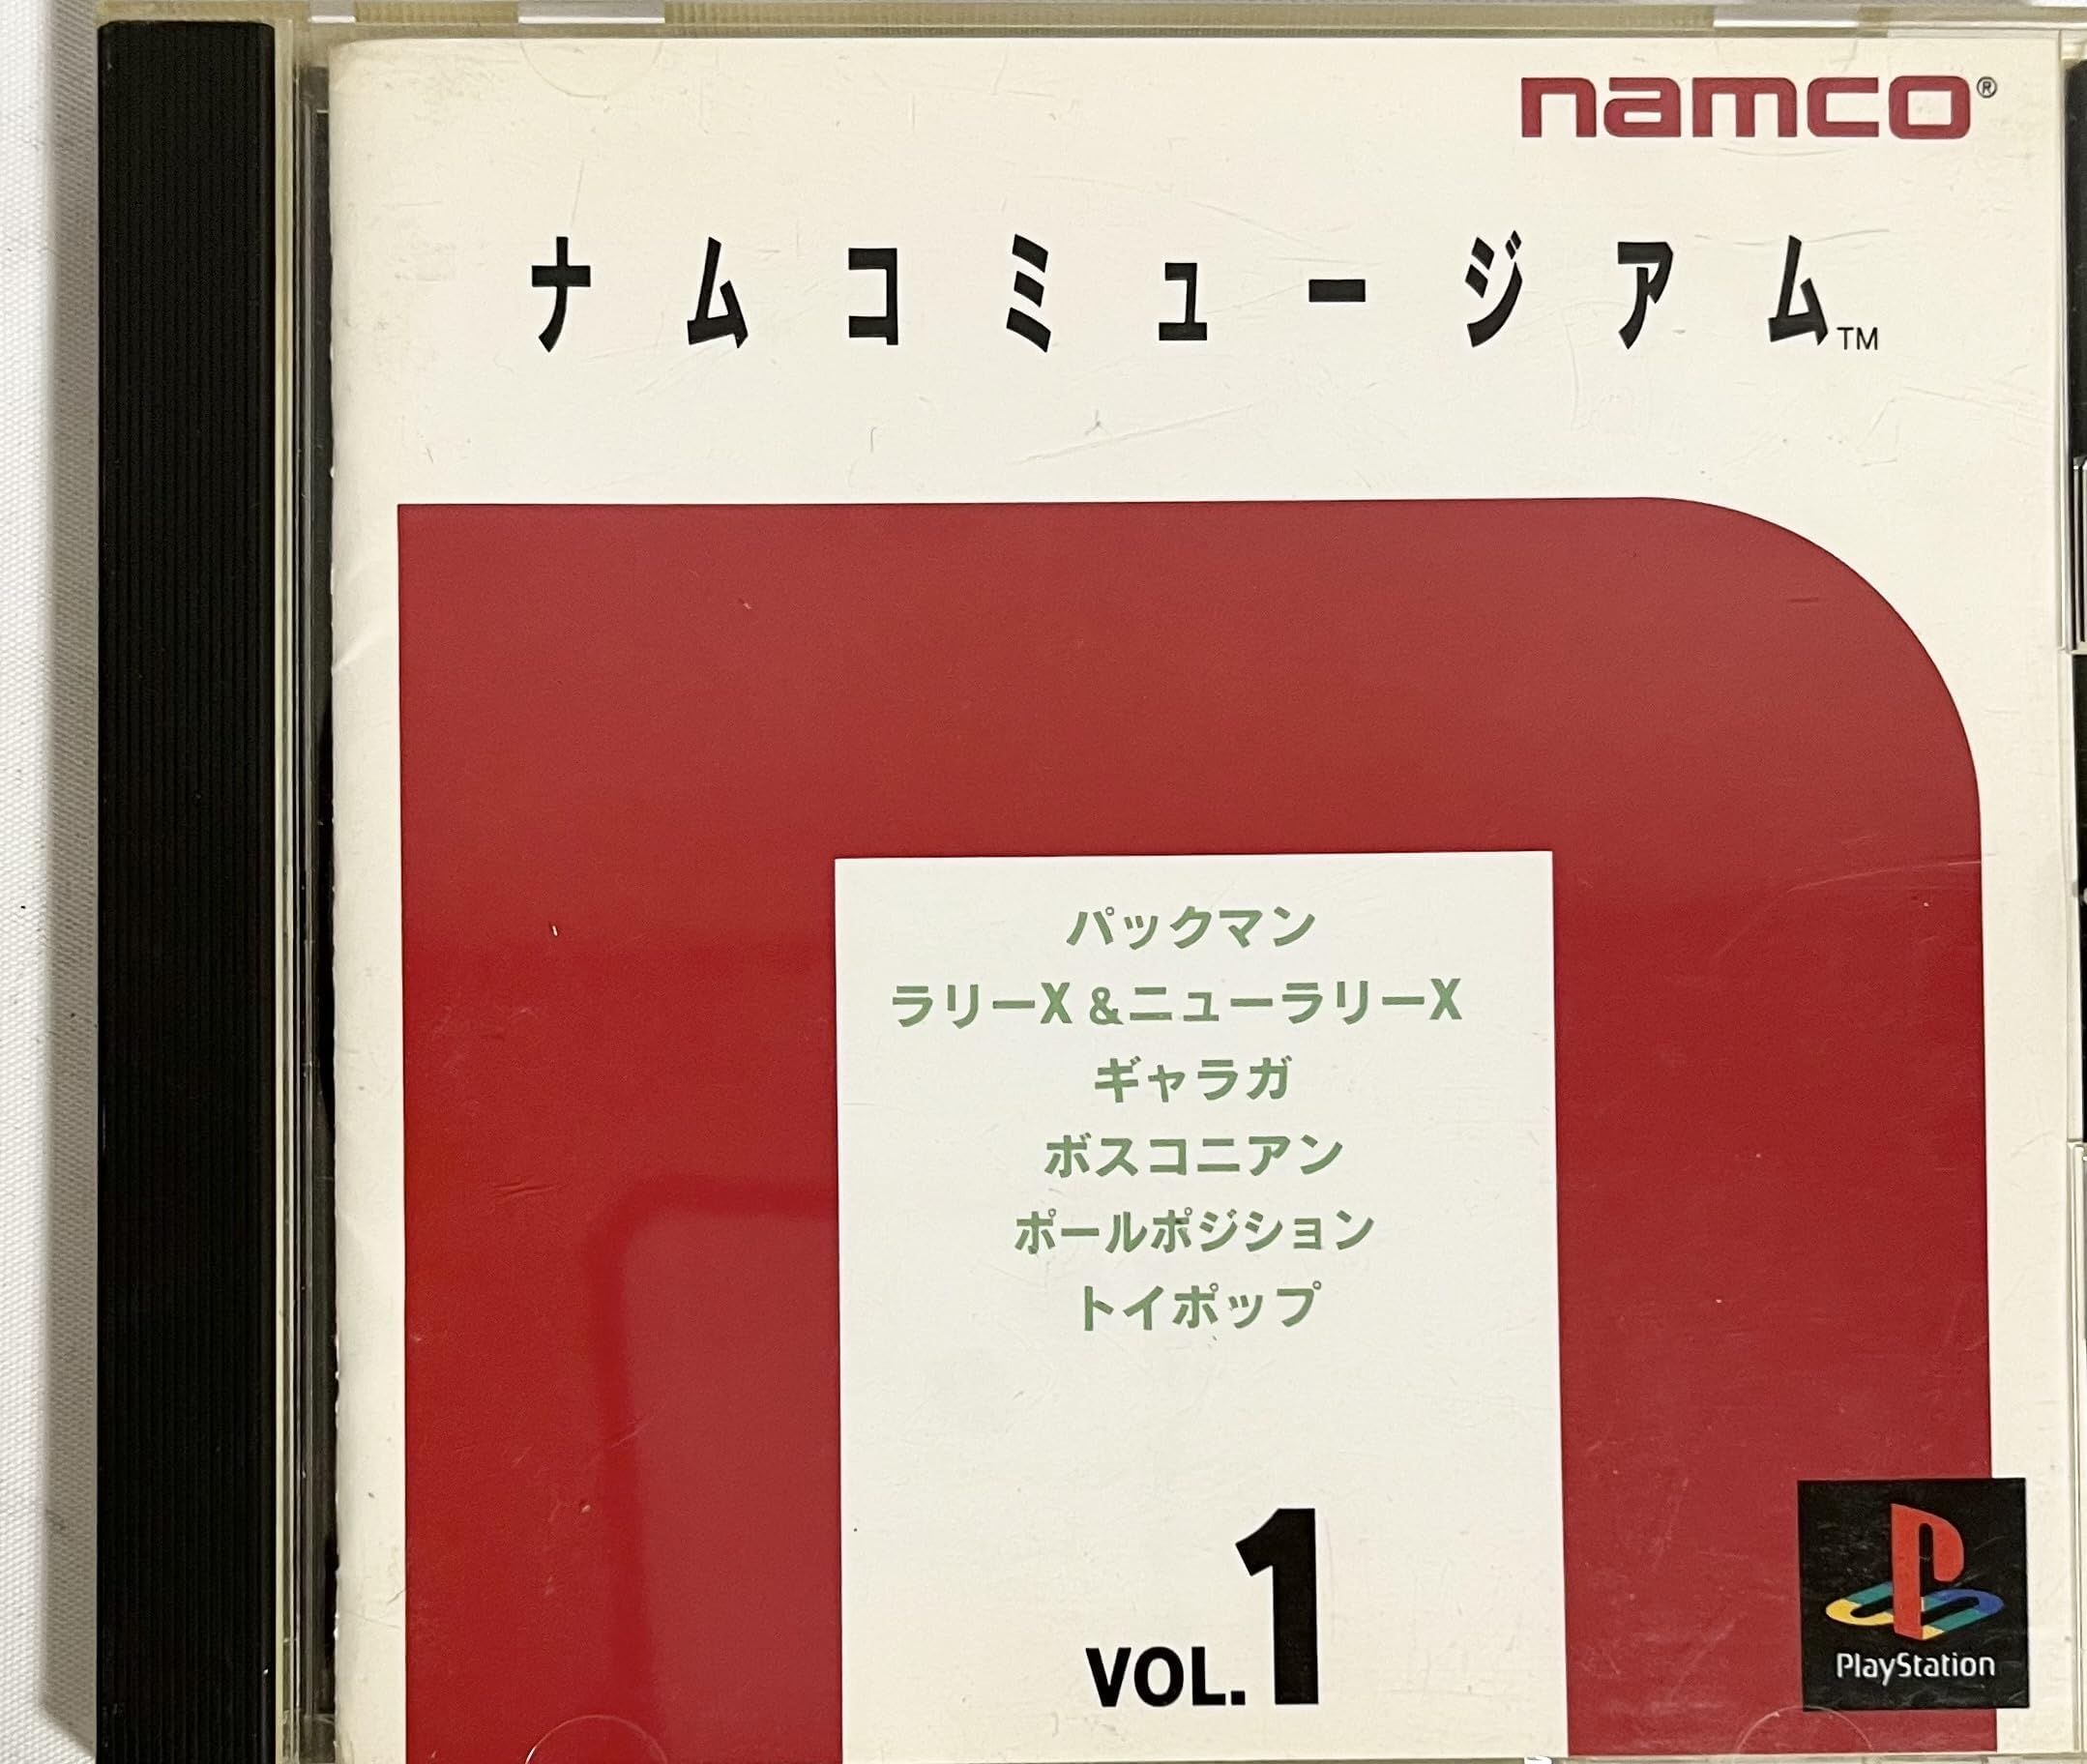 namco®
ナムコミュージアム™
パックマン
ラリーX&ニューラリーX
ギャラガ
ボスコニアン
ポールポジション
トイポップ
VOL.1
PlayStation